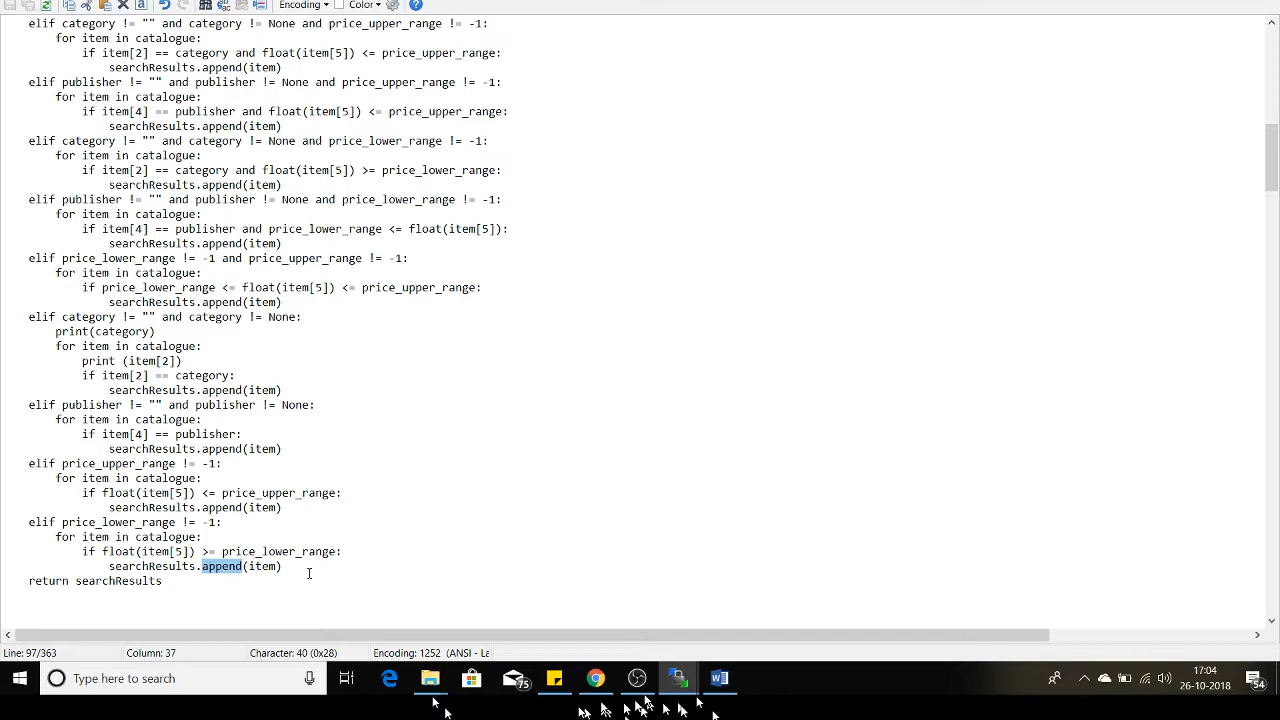 Encoding Color
elif category != "" and category != None and price_upper_range != -1:
for item in catalogue:
if item[2] == category and float(item[5]) <= price_upper_range:
searchResults.append(item)
elif publisher != "" and publisher != None and price_upper_range != -1:
for item in catalogue:
if item[4] == publisher and float(item[5]) <= price_upper_range:
searchResults.append(item)
elif category != "" and category != None and price_lower_range != -1:
for item in catalogue:
if item[2] == category and float(item[5]) >= price_lower_range:
searchResults.append(item)
elif publisher != "" and publisher != None and price_lower_range != -1:
for item in catalogue:
if item[4] == publisher and price_lower_range <= float(item[5]):
searchResults.append(item)
elif price_lower_range != -1 and price_upper_range != -1:
for item in catalogue:
if price_lower_range <= float(item[5]) <= price_upper_range:
searchResults.append(item)
elif category != "" and category != None:
print(category)
for item in catalogue:
print (item[2])
if item[2] == category:
searchResults.append(item)
elif publisher != "" and publisher != None:
for item in catalogue:
if item[4] == publisher:
searchResults.append(item)
elif price_upper_range != -1:
for item in catalogue:
if float(item[5]) <= price_upper_range:
searchResults.append(item)
elif price_lower_range != -1:
for item in catalogue:
if float(item[5]) >= price_lower_range:
searchResults.append(item)
return searchResults
Line: 97/363 Column: 37 Character: 40 (0x28) Encoding: 1252 (ANSI - La
Type here to search 75 17:04
26-10-2018 54